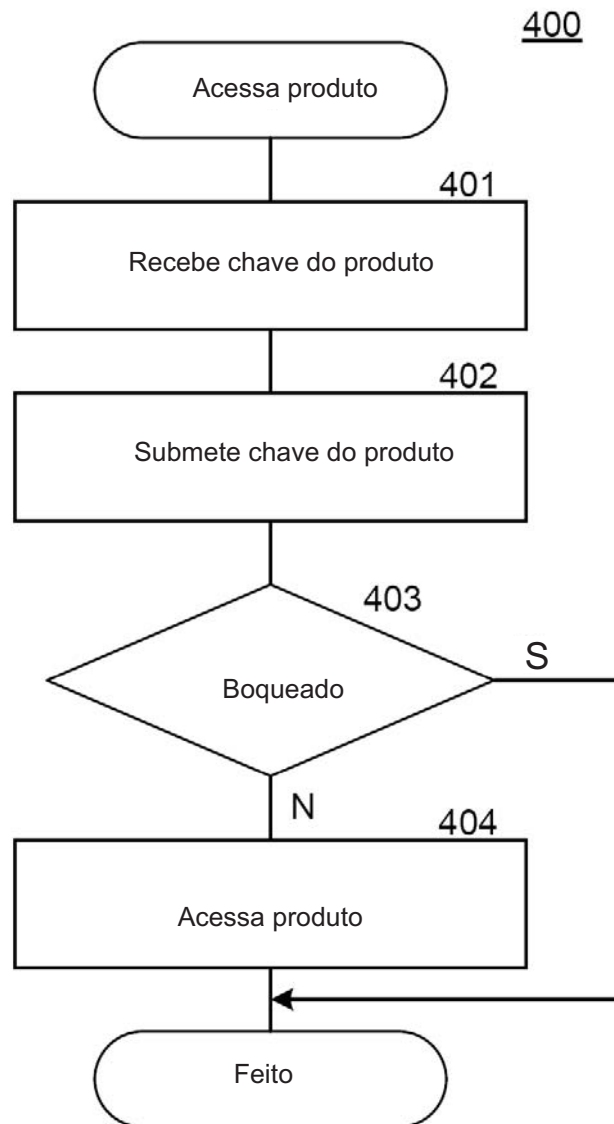 400
Acessa produto
401
Recebe chave do produto
402
Submete chave do produto
403
Boqueado
S
N
404
Acessa produto
Feito